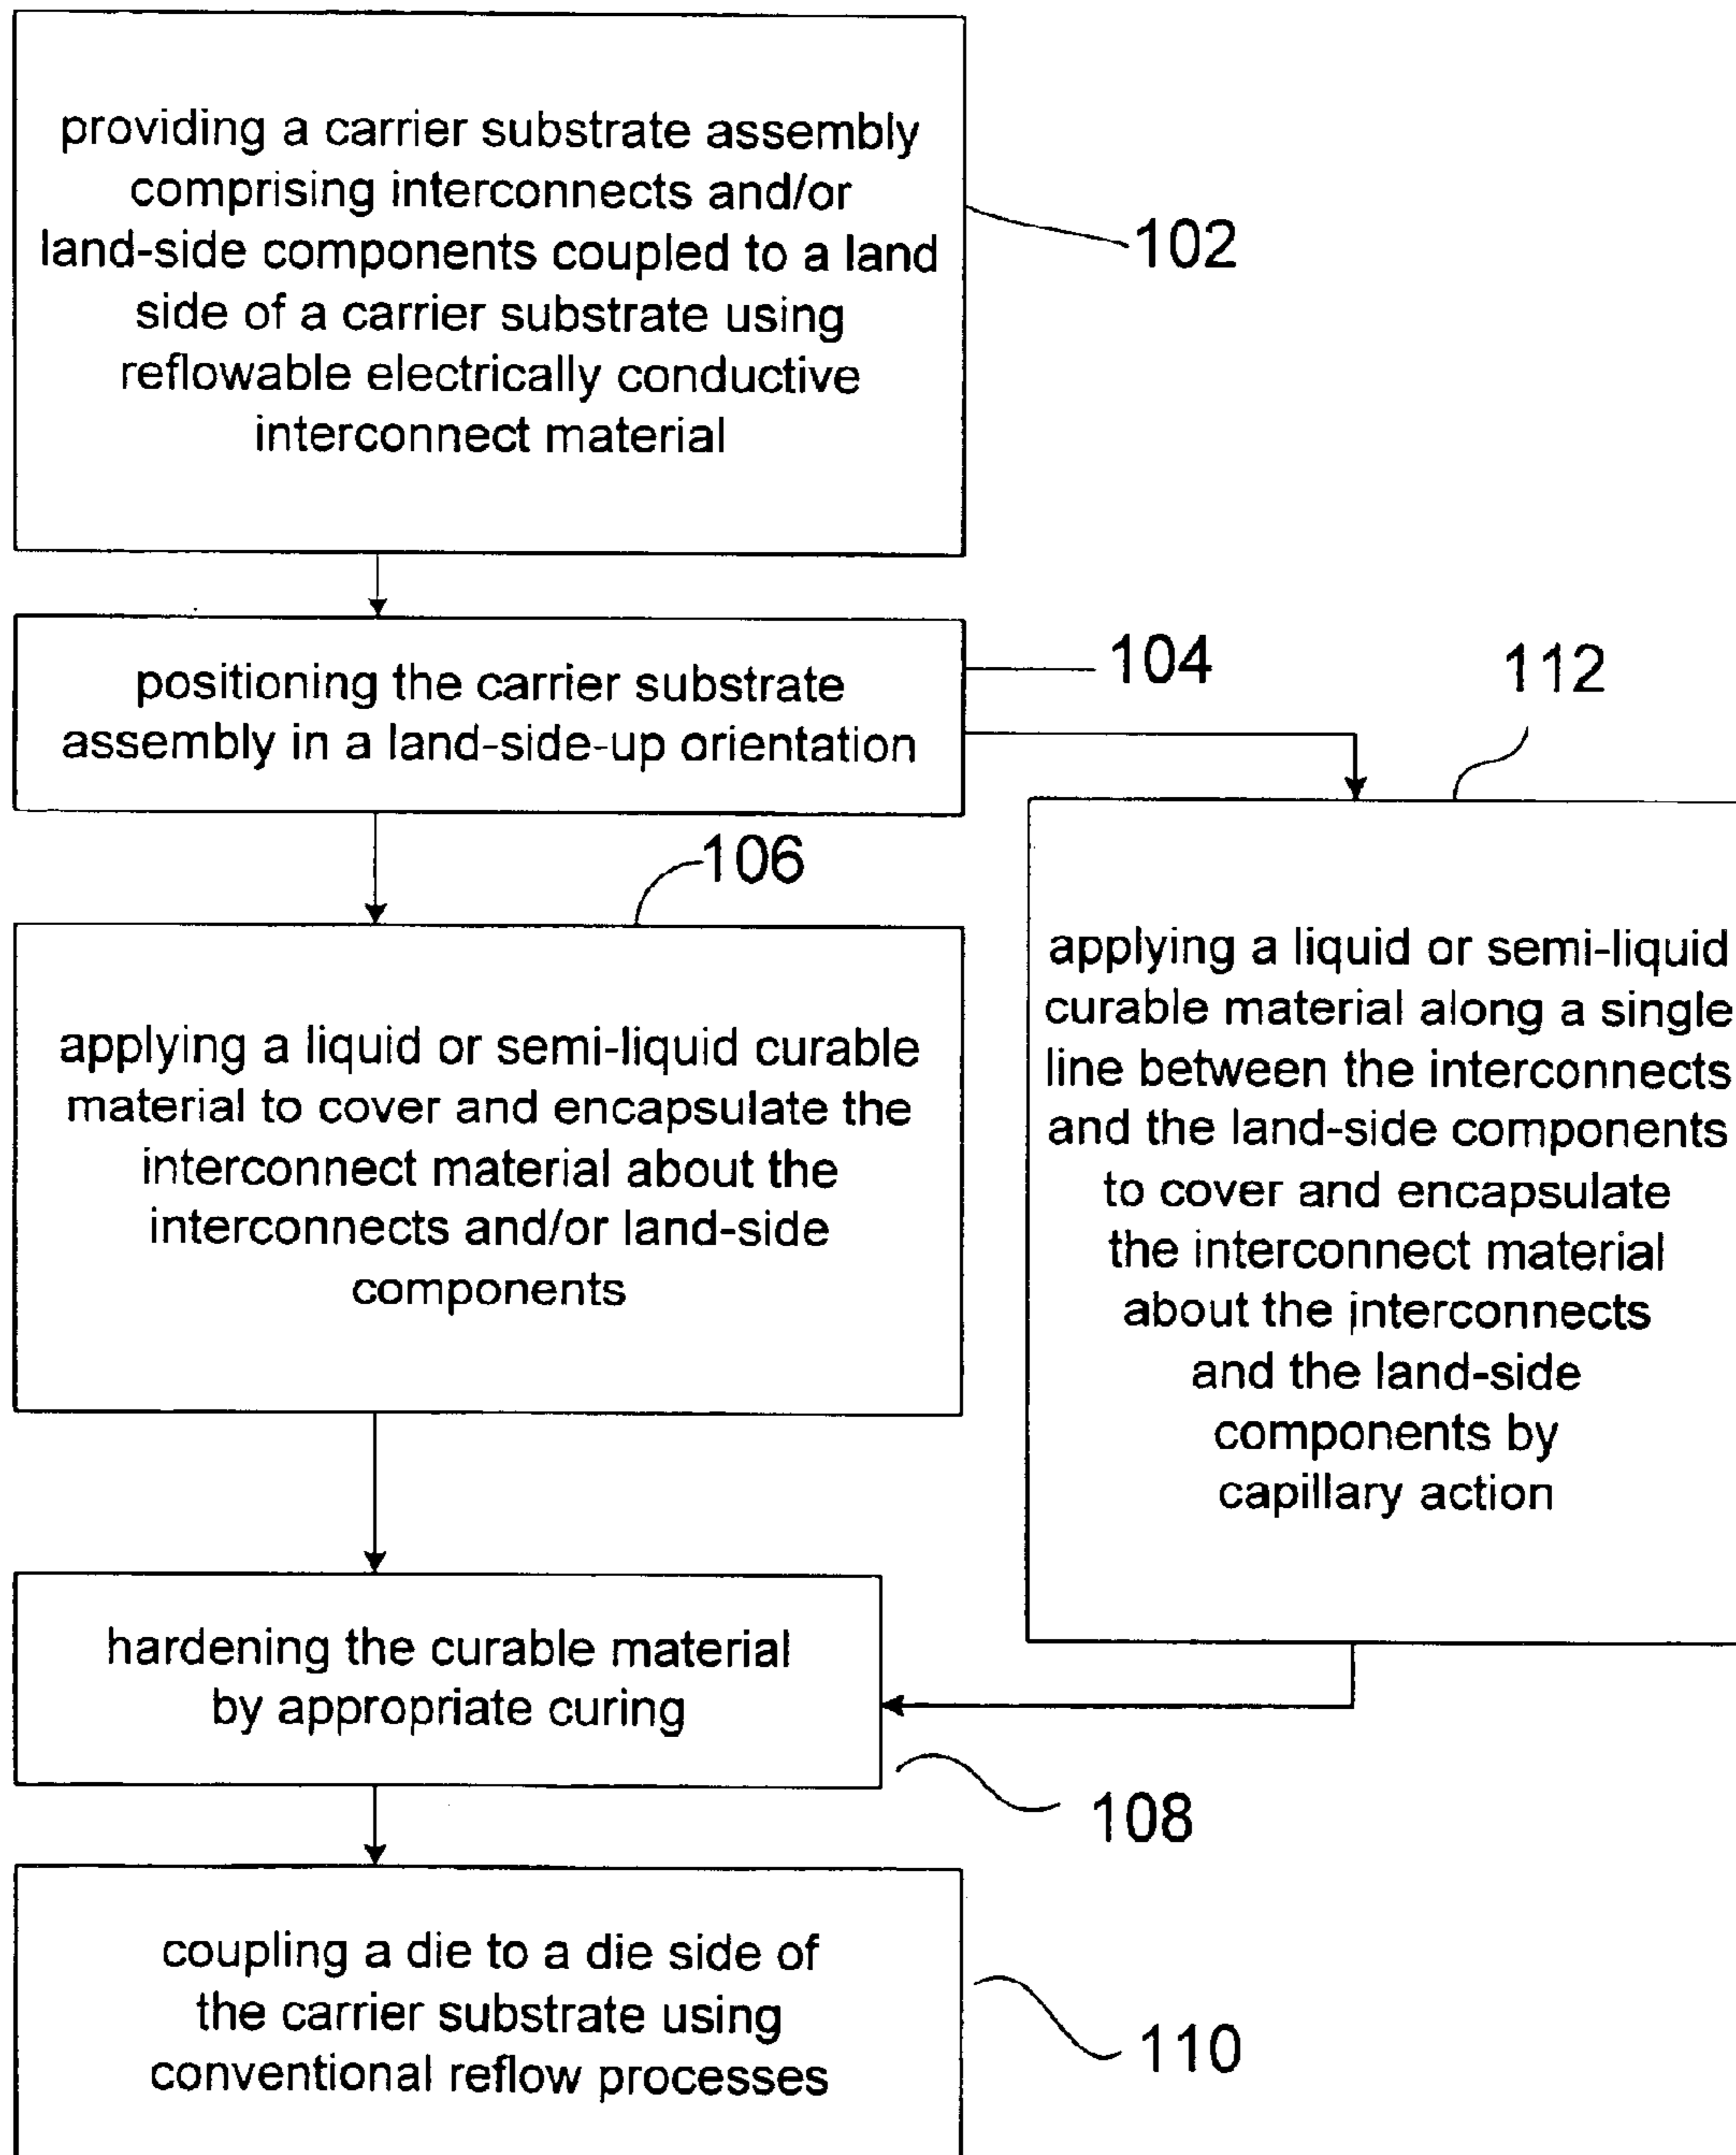 providing a carrier substrate assembly
comprising interconnects and/or
land-side components coupled to a land
side of a carrier substrate using
reflowable electrically conductive
interconnect material
102
positioning the carrier substrate
assembly in a land-side-up orientation
104
112
106
applying a liquid or semi-liquid curable
material to cover and encapsulate the
interconnect material about the
interconnects and/or land-side
components
applying a liquid or semi-liquid
curable material along a single
line between the interconnects
and the land-side components
to cover and encapsulate
the interconnect material
about the interconnects
and the land-side
components by
capillary action
hardening the curable material
by appropriate curing
108
coupling a die to a die side of
the carrier substrate using
conventional reflow processes
110